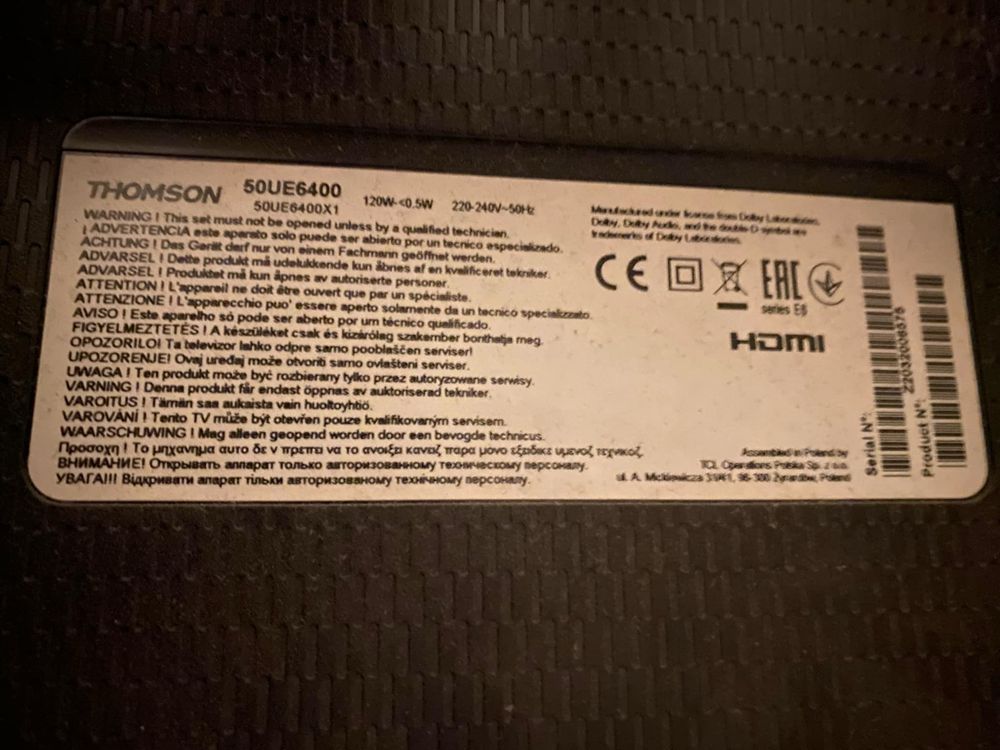 THOMSON 50UE6400
50UE6400X1 120W-<0.5W 220-240V~50Hz
WARNING ! This set must not be opened unless by a qualified technician.
¡ ADVERTENCIA este aparato solo puede ser abierto por un tecnico especializado.
ACHTUNG ! Das Gerät darf nur von einem Fachmann geöffnet werden.
ADVARSEL ! Dette produkt må udelukkende kun åbnes af en kvalificeret tekniker.
ADVARSEL ! Produktet må kun åpnes av autoriserte personer.
ATTENTION ! L'appareil ne doit être ouvert que par un spécialiste.
ATTENZIONE ! L'apparecchio puo' essere aperto solamente da un tecnico specializzato.
AVISO ! Este aparelho só pode ser aberto por um técnico qualificado.
FIGYELMEZTETÉS ! A készüléket csak és kizárólag szakember bonthatja meg.
OPOZORILO! Ta televizor lahko odpre samo pooblaščen serviser!
UPOZORENJE! Ovaj uređaj može otvoriti samo ovlašteni serviser.
UWAGA ! Ten produkt może być rozbierany tylko przez autoryzowane serwisy.
VARNING ! Denna produkt får endast öppnas av auktoriserad tekniker.
VAROITUS ! Tämän saa aukaista vain huoltoyhtiö.
VAROVÁNÍ ! Tento TV může být otevřen pouze kvalifikovaným servisem.
WAARSCHUWING ! Mag alleen geopend worden door een bevogde technicus.
Προσοχη ! Το μηχανημα αυτο δε ν πρεπει να το ανοιξει κανεις παρα μονο
ВНИМАНИЕ! Открывать аппарат только авторизованному техническому персоналу.
УВАГА!!! Відкривати апарат тільки авторизованому технічному персоналу.
Manufactured under license from Dolby Laboratories.
Dolby, Dolby Audio, and the double-D symbol are
trademarks of Dolby Laboratories.
CE
EAC
series E6
HDMI
Assembled in Poland by
TCL Operations Polska Sp. z o.o.
ul. A. Mickiewicza 31/41, 96-300 Żyrardów, Poland
Serial N°:
Product N°: